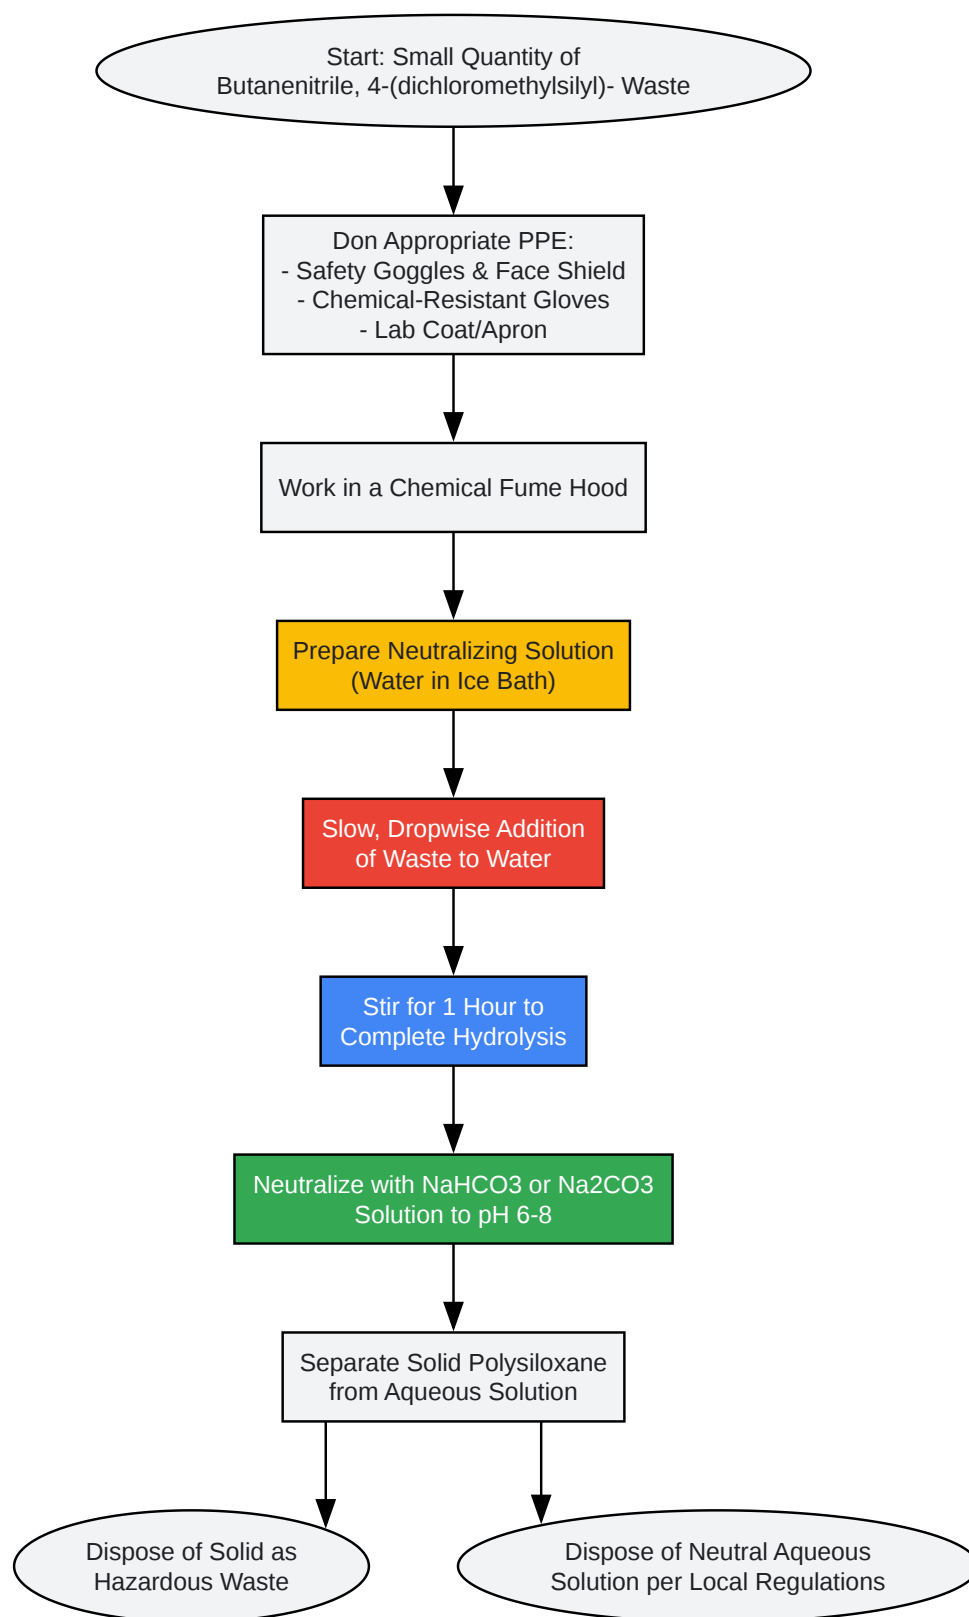 Start: Small Quantity of
Butanenitrile, 4-(dichloromethylsilyl)- Waste
Don Appropriate PPE:
- Safety Goggles & Face Shield
- Chemical-Resistant Gloves
- Lab Coat/Apron
Work in a Chemical Fume Hood
Prepare Neutralizing Solution
(Water in Ice Bath)
Slow, Dropwise Addition
of Waste to Water
Stir for 1 Hour to
Complete Hydrolysis
Neutralize with NaHCO3 or Na2CO3
Solution to pH 6-8
Separate Solid Polysiloxane
from Aqueous Solution
Dispose of Solid as
Hazardous Waste
Dispose of Neutral Aqueous
Solution per Local Regulations